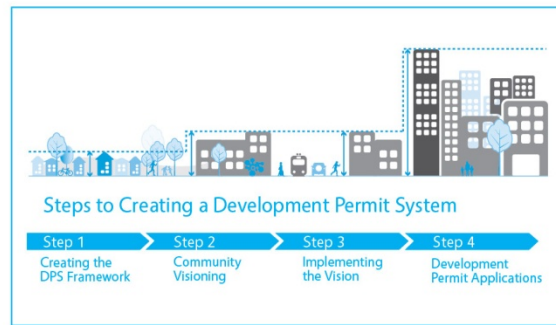 Steps to Creating a Development Permit System
Step 1
Step 2
Step 3
Step 4
Creating the
DPS Framework
Community
Visioning
Implementing
the Vision
Development
Permit Applications